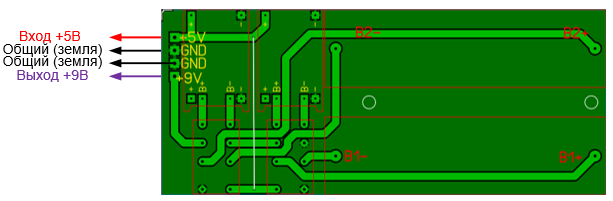 Вход +5В
Общий (земля)
Общий (земля)
Выход +9В
+5V
GND
GND
+9V
B2-
B2+
+ B+ B- - + B+ B- -
B1-
B1+